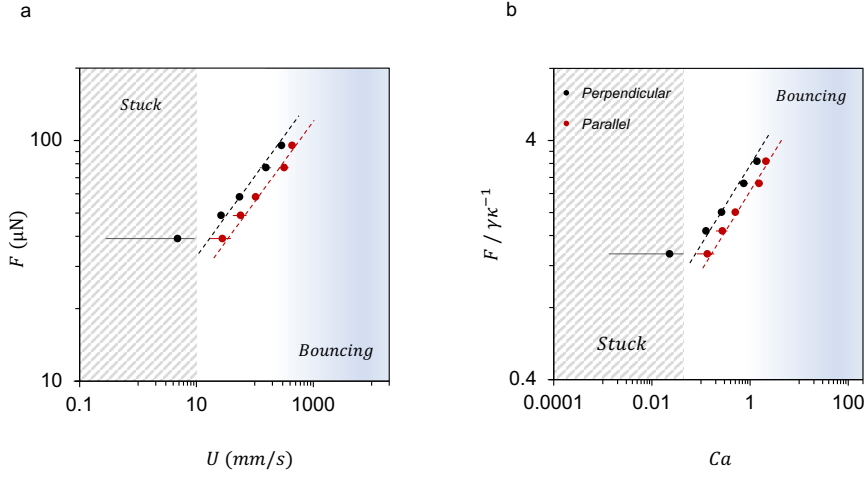 a
Stuck
100
F (μN)
Bouncing
10
0.1
10
1000
U (mm/s)
b
Bouncing
Perpendicular
Parallel
4
F / γκ⁻¹
Stuck
0.4
0.0001
0.01
1
100
Ca